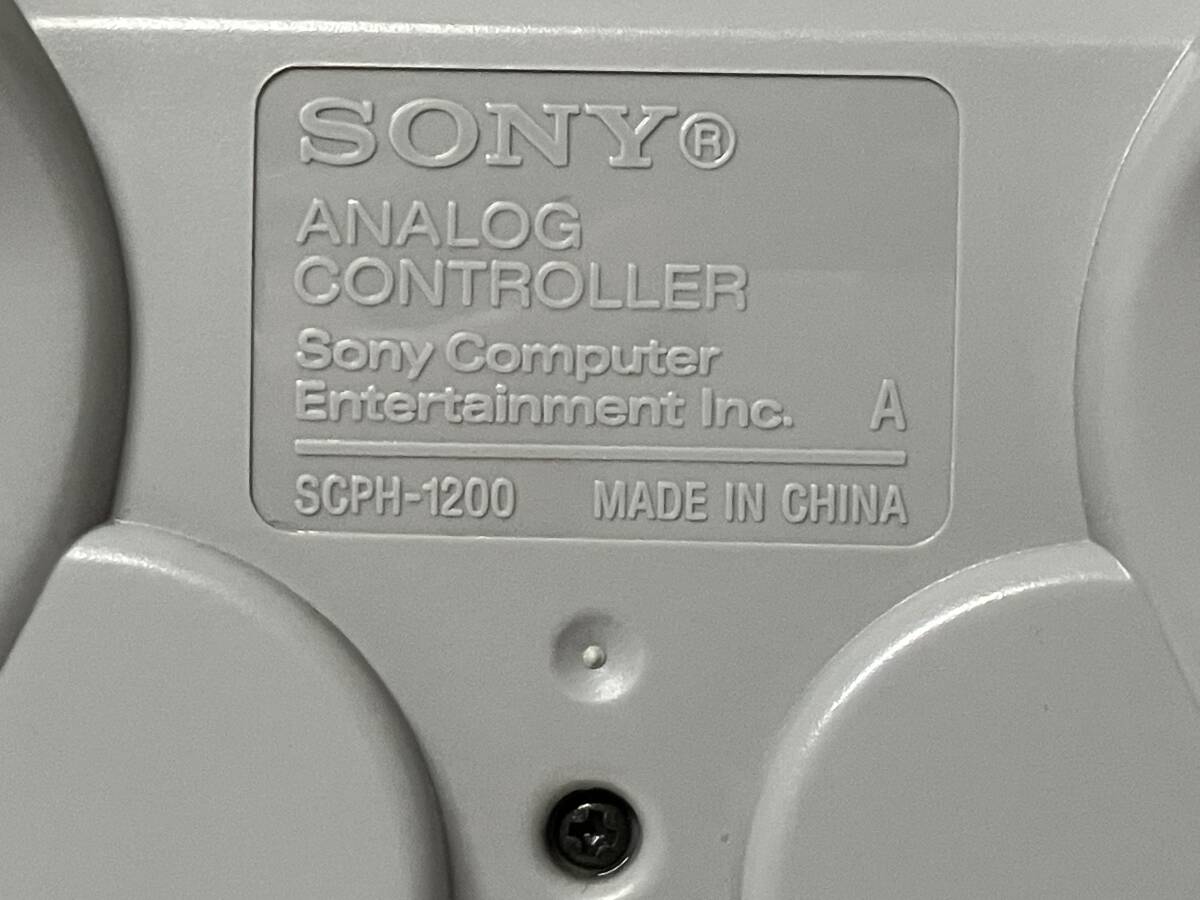 SONY®
ANALOG
CONTROLLER
Sony Computer
Entertainment Inc. A
SCPH-1200 MADE IN CHINA